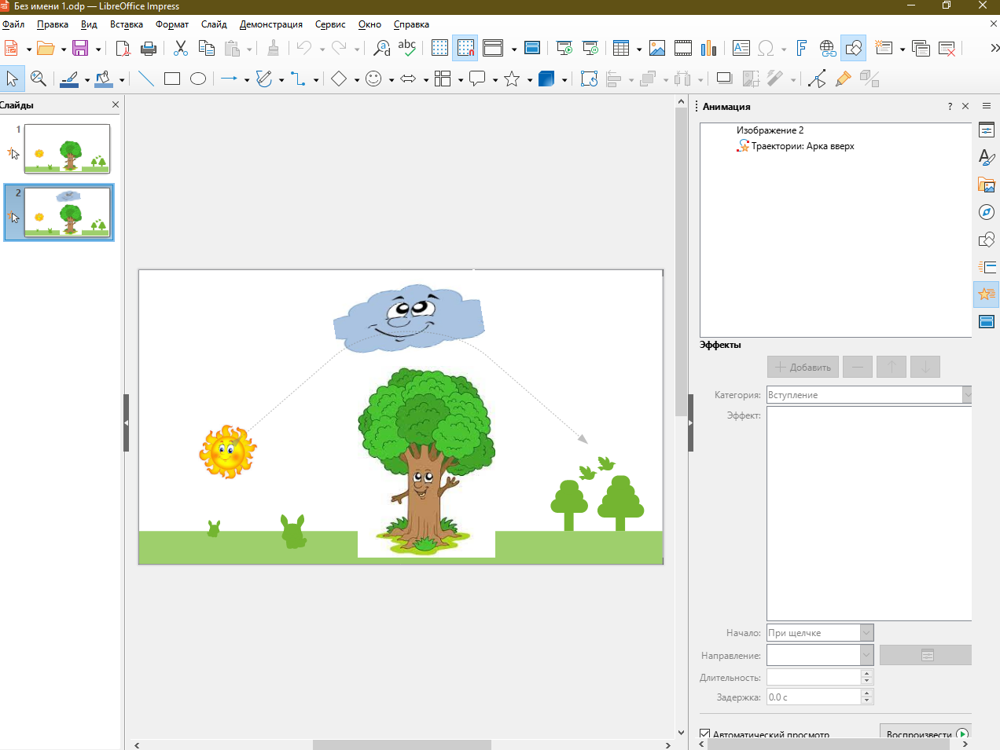 Без имени 1.odp — LibreOffice Impress
Файл Правка Вид Вставка Формат Слайд Демонстрация Сервис Окно Справка
abc
Слайды
1
2
Анимация
?
Изображение 2
Траектории: Арка вверх
Эффекты
Добавить
Категория: Вступление
Эффект:
Начало: При щелчке
Направление:
Длительность:
Задержка: 0.0 с
Автоматический просмотр Воспроизвести